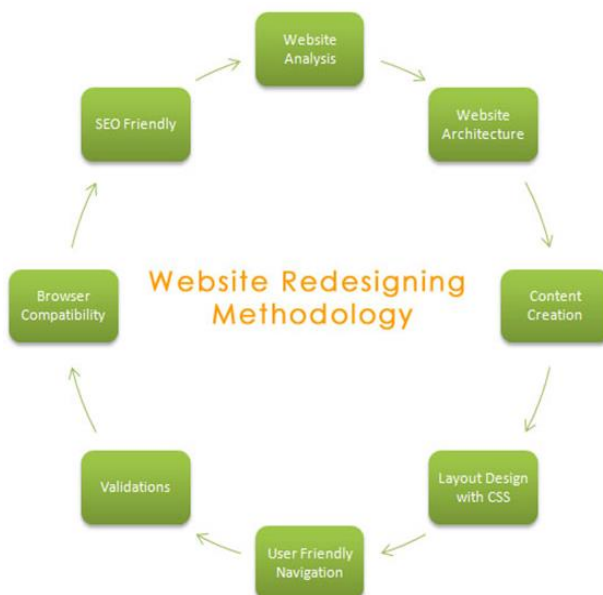 Website
Analysis
Website
Architecture
Content
Creation
Layout Design
with CSS
User Friendly
Navigation
Validations
Browser
Compatibility
SEO Friendly
Website Redesigning
Methodology